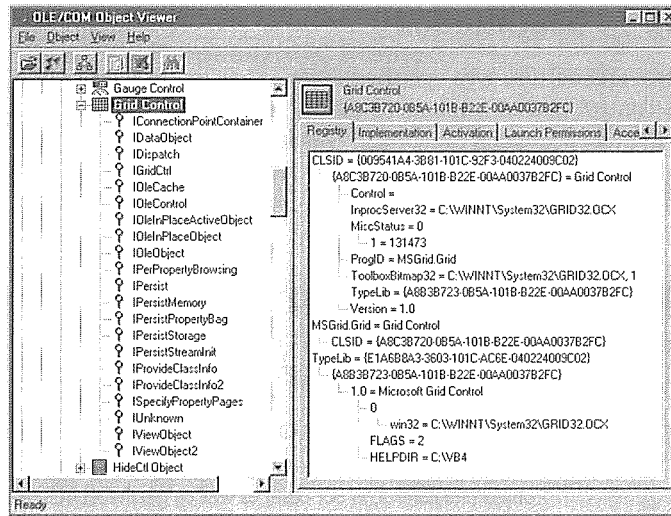 OLE/COM Object Viewer
File Object View Help
Gauge Control
Grid Control
IConnectionPointContainer
IDataObject
IDispatch
IGridCtrl
IOleCache
IOleControl
IOleInPlaceActiveObject
IOleInPlaceObject
IOleObject
IPerPropertyBrowsing
IPersist
IPersistMemory
IPersistPropertyBag
IPersistStorage
IPersistStreamInit
IProvideClassInfo
IProvideClassInfo2
ISpecifyPropertyPages
IUnknown
IViewObject
IViewObject2
HideCtl Object
Grid Control
{A8C3B720-0B5A-101B-B22E-00AA0037B2FC}
Registry Implementation Activation Launch Permissions Acce
CLSID = {009541A4-3B81-101C-92F3-040224009C02}
{A8C3B720-0B5A-101B-B22E-00AA0037B2FC} = Grid Control
Control =
InprocServer32 = C:\WINNT\System32\GRID32.OCX
MiscStatus = 0
1 = 131473
ProgID = MSGrid.Grid
ToolboxBitmap32 = C:\WINNT\System32\GRID32.OCX, 1
TypeLib = {A8B3B723-0B5A-101B-B22E-00AA0037B2FC}
Version = 1.0
MSGrid.Grid = Grid Control
CLSID = {A8C3B720-0B5A-101B-B22E-00AA0037B2FC}
TypeLib = {E1A6B8A3-3603-101C-AC6E-040224009C02}
{A8B3B723-0B5A-101B-B22E-00AA0037B2FC}
1.0 = Microsoft Grid Control
0
win32 = C:\WINNT\System32\GRID32.OCX
FLAGS = 2
HELPDIR = C:\VB4
Ready